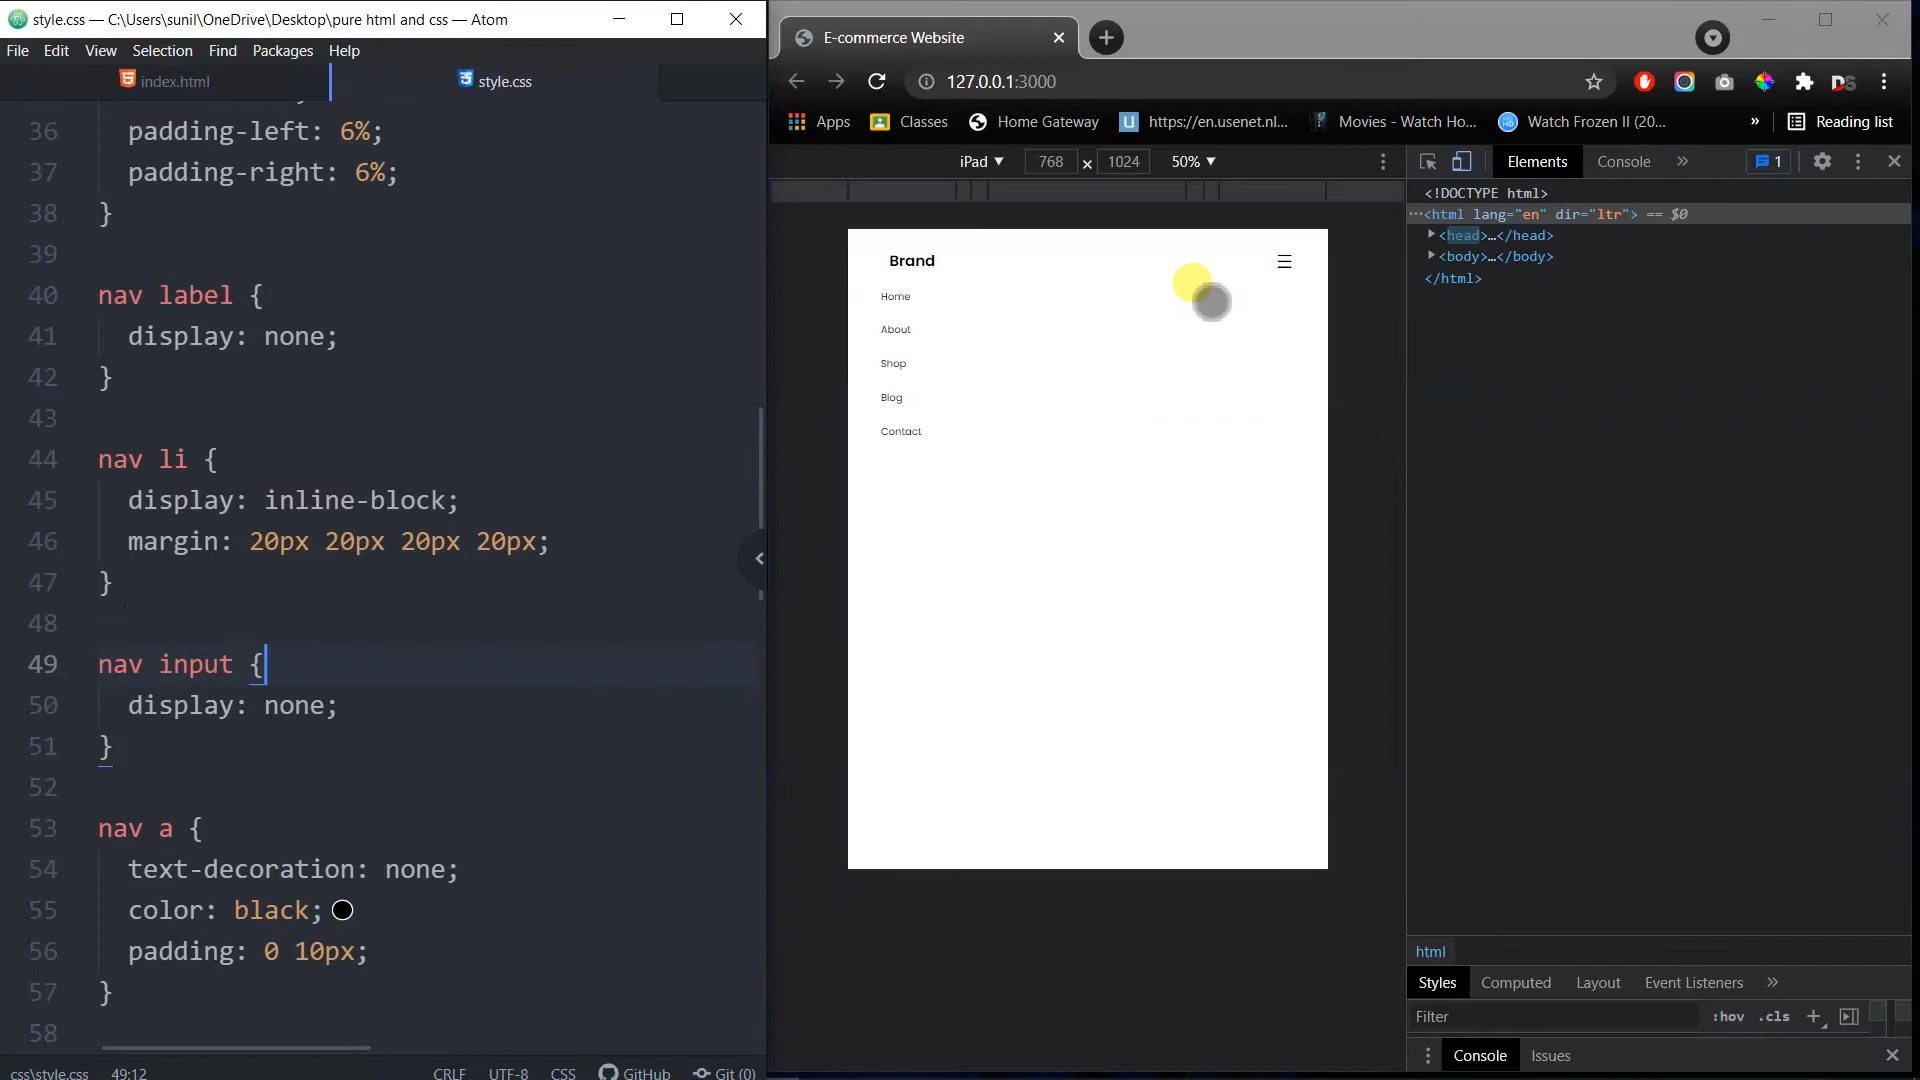 style.css — C:\Users\sunil\OneDrive\Desktop\pure html and css — Atom
File Edit View Selection Find Packages Help
index.html
style.css
36 padding-left: 6%;
37 padding-right: 6%;
38 }
39
40 nav label {
41 display: none;
42 }
43
44 nav li {
45 display: inline-block;
46 margin: 20px 20px 20px 20px;
47 }
48
49 nav input {
50 display: none;
51 }
52
53 nav a {
54 text-decoration: none;
55 color: black;
56 padding: 0 10px;
57 }
58
css\style.css 49:12 CRLF UTF-8 CSS GitHub Git (0)
E-commerce Website
127.0.0.1:3000
Apps Classes Home Gateway https://en.usenet.nl... Movies - Watch Ho... Watch Frozen II (20... » Reading list
iPad 768 × 1024 50%
Brand
Home
About
Shop
Blog
Contact
Elements Console » 1
<!DOCTYPE html>
<html lang="en" dir="ltr"> == $0
<head>…</head>
<body>…</body>
</html>
html
Styles Computed Layout Event Listeners »
Filter :hov .cls +
Console Issues